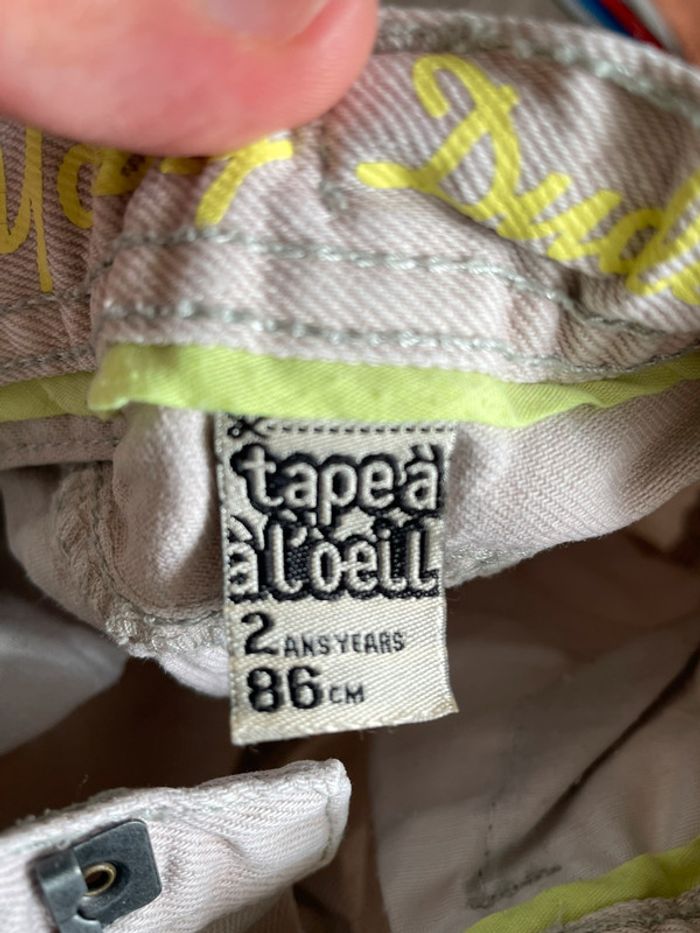 tape à
à l'oeil
2 ANS YEARS
86 CM